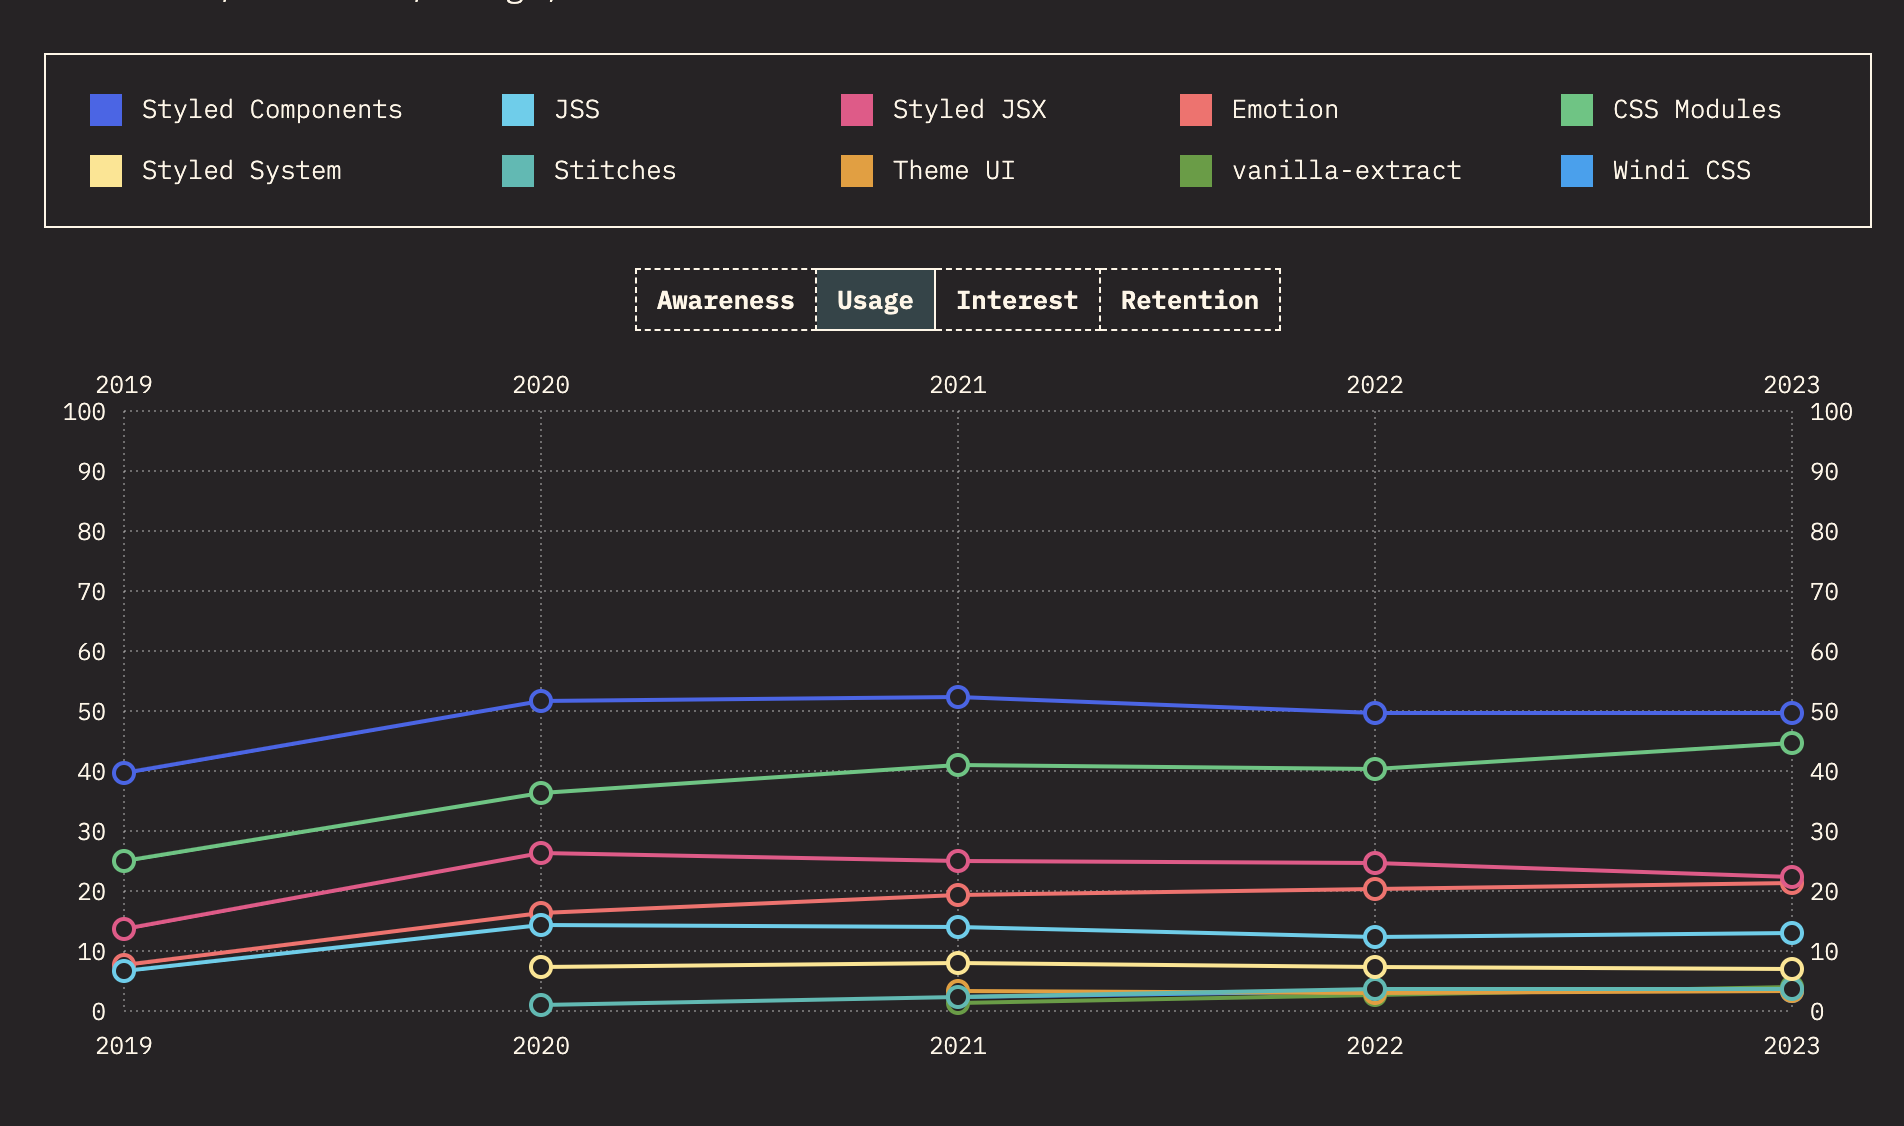 Styled Components JSS Styled JSX Emotion CSS Modules
Styled System Stitches Theme UI vanilla-extract Windi CSS
Awareness Usage Interest Retention
2019 2020 2021 2022 2023
100 100
90 90
80 80
70 70
60 60
50 50
40 40
30 30
20 20
10 10
0 0
2019 2020 2021 2022 2023